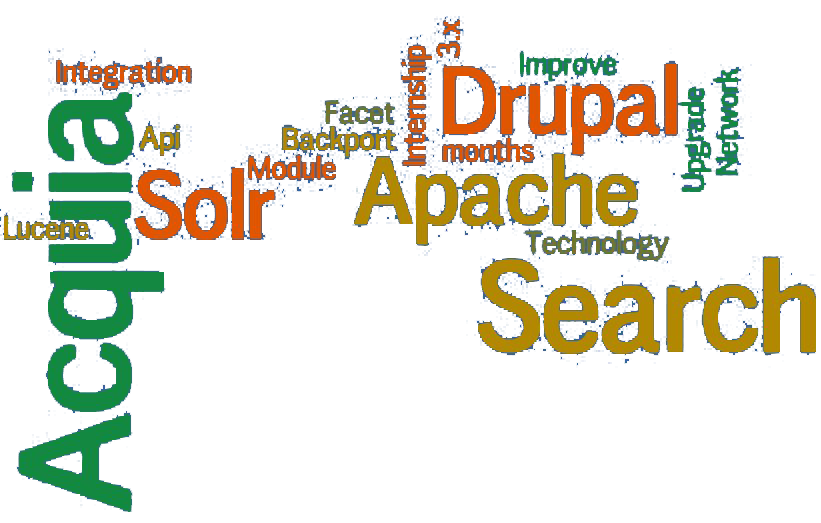 3.x
Improve
Integration
Internship
Drupal
Network
Upgrade
Acquia
Facet
Api
Backport
months
Module
Solr
Apache
Lucene
Technology
Search